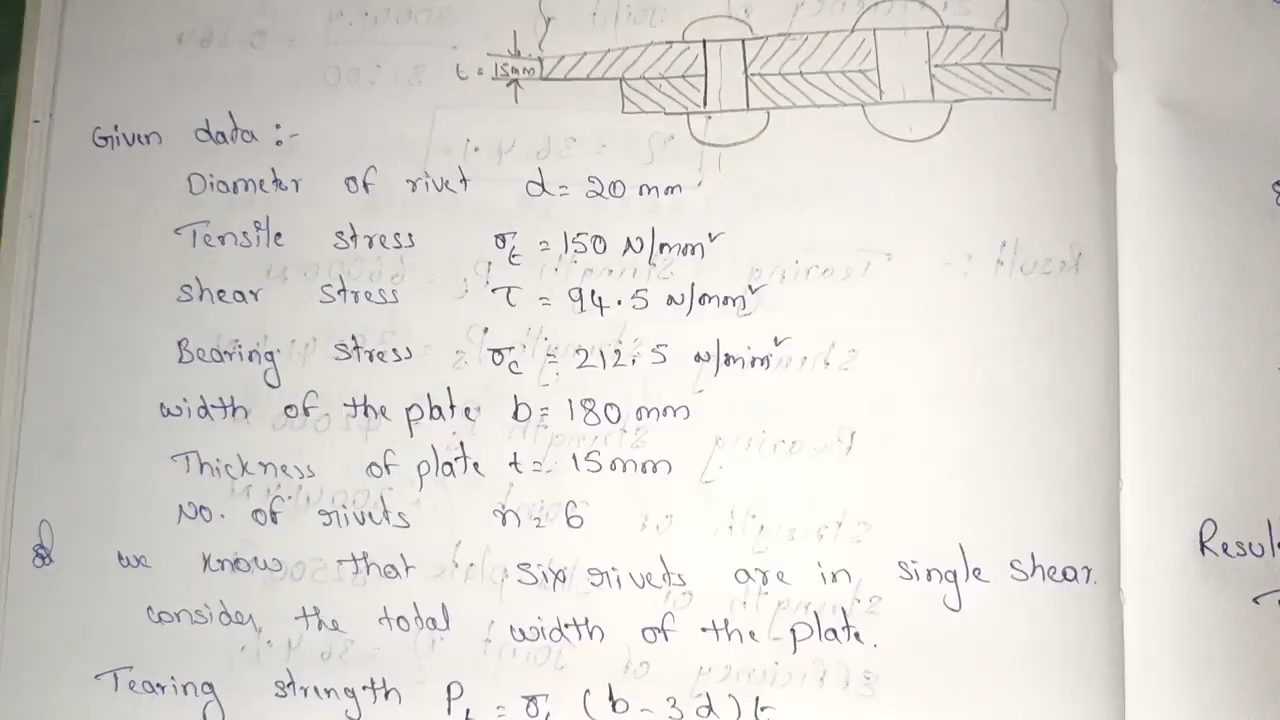 t = 15mm
Given data :-
Diameter of rivet d = 20 mm
Tensile stress σt = 150 N/mm²
shear stress τ = 94.5 N/mm²
Bearing stress σc = 212.5 N/mm²
width of the plate b = 180 mm
Thickness of plate t = 15mm
No. of rivets n = 6
we know that six rivets are in single shear.
consider the total width of the plate.
Tearing strength Pt = σt (b - 3d) t